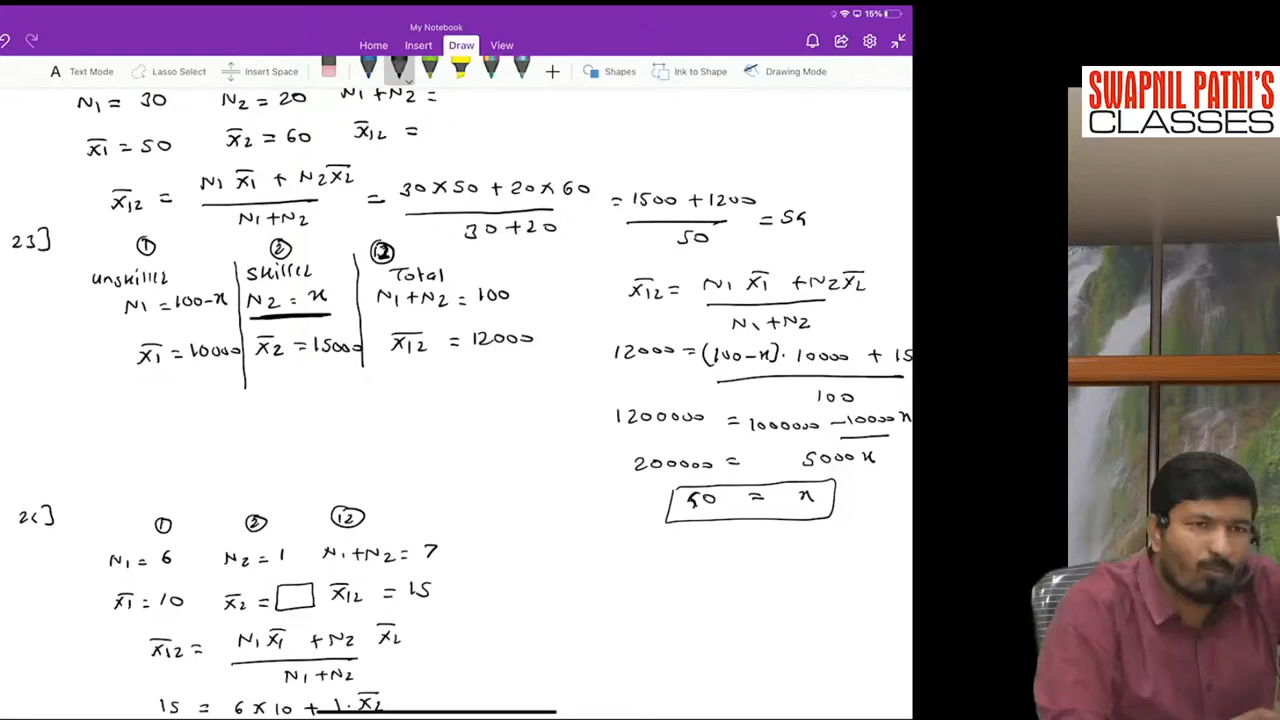 15%
My Notebook
Home Insert Draw View
Text Mode Lasso Select Insert Space Shapes Ink to Shape Drawing Mode
SWAPNIL PATNI'S
CLASSES
N1 = 30 N2 = 20 N1+N2 =
x̄1 = 50 x̄2 = 60 x̄12 =
x̄12 = N1 x̄1 + N2 x̄2 / N1+N2 = 30×50 + 20×60 / 30+20 = 1500 + 1200 / 50 = 54
23]
① ② ⑫
unskilled skilled Total
N1 = 100-x N2 = x N1+N2 = 100
x̄1 = 10000 x̄2 = 15000 x̄12 = 12000
x̄12 = N1 x̄1 + N2 x̄2 / N1+N2
12000 = (100-x)·10000 + 15 / 100
1200000 = 1000000 - 10000x
200000 = 5000x
40 = x
24]
① ② ⑫
N1 = 6 N2 = 1 N1+N2 = 7
x̄1 = 10 x̄2 = x̄12 = 15
x̄12 = N1 x̄1 + N2 x̄2 / N1+N2
15 = 6×10 + 1·x̄2